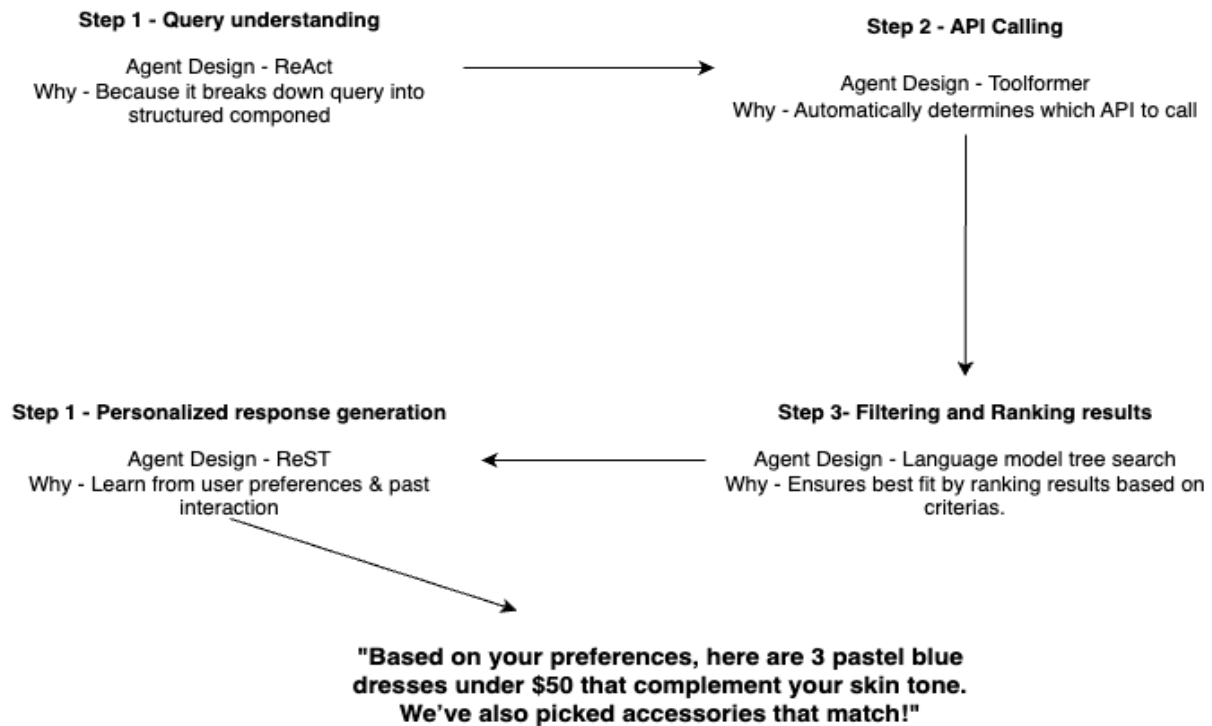 Step 1 - Query understanding
Agent Design - ReAct
Why - Because it breaks down query into
structured componed
Step 2 - API Calling
Agent Design - Toolformer
Why - Automatically determines which API to call
Step 1 - Personalized response generation
Agent Design - ReST
Why - Learn from user preferences & past
interaction
Step 3- Filtering and Ranking results
Agent Design - Language model tree search
Why - Ensures best fit by ranking results based on
criterias.
"Based on your preferences, here are 3 pastel blue
dresses under $50 that complement your skin tone.
We've also picked accessories that match!"